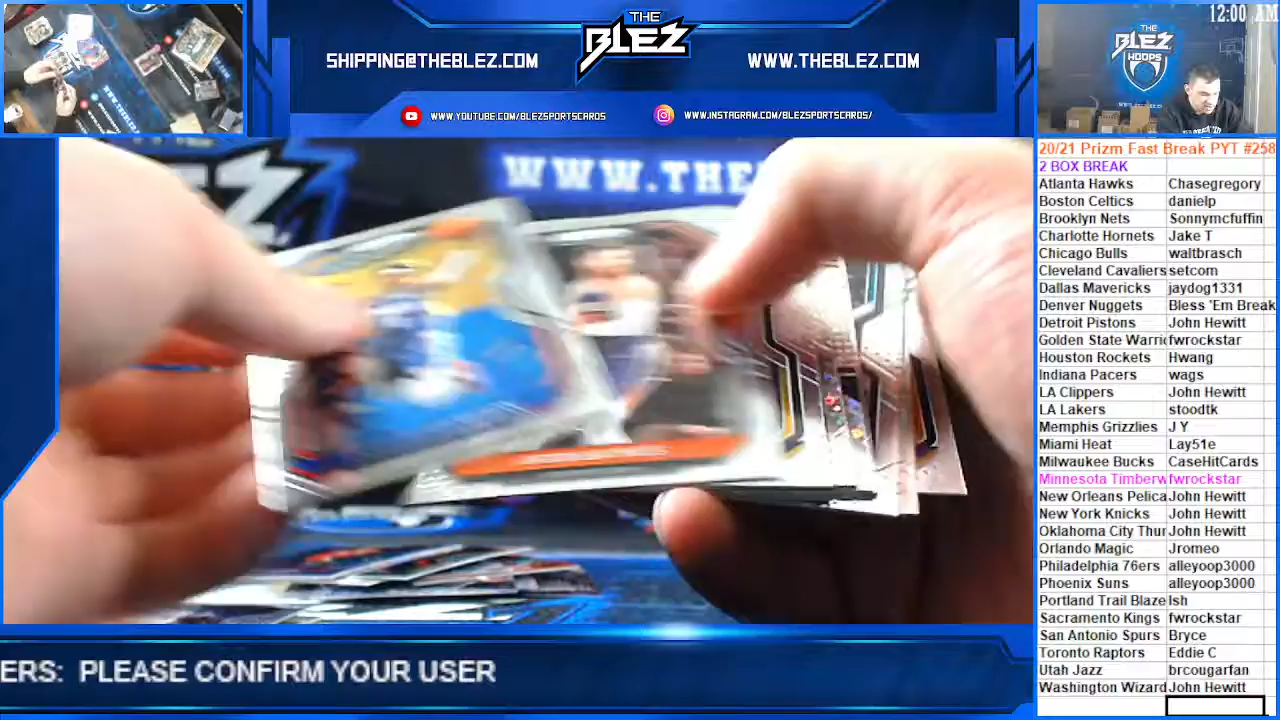 THE
BLEZ
SHIPPING@THEBLEZ.COM
WWW.THEBLEZ.COM
WWW.YOUTUBE.COM/BLEZSPORTSCARDS
WWW.INSTAGRAM.COM/BLEZSPORTSCARDS/
12:00 AM
THE
BLEZ
HOOPS
WWW.THE
20/21 Prizm Fast Break PYT #258
2 BOX BREAK
Atlanta Hawks Chasegregory
Boston Celtics danielp
Brooklyn Nets Sonnymcfuffin
Charlotte Hornets Jake T
Chicago Bulls waltbrasch
Cleveland Cavaliers setcom
Dallas Mavericks jaydog1331
Denver Nuggets Bless 'Em Break
Detroit Pistons John Hewitt
Golden State Warri fwrockstar
Houston Rockets Hwang
Indiana Pacers wags
LA Clippers John Hewitt
LA Lakers stoodtk
Memphis Grizzlies J Y
Miami Heat Lay51e
Milwaukee Bucks CaseHitCards
Minnesota Timberw fwrockstar
New Orleans Pelica John Hewitt
New York Knicks John Hewitt
Oklahoma City Thur John Hewitt
Orlando Magic Jromeo
Philadelphia 76ers alleyoop3000
Phoenix Suns alleyoop3000
Portland Trail Blaze Ish
Sacramento Kings fwrockstar
San Antonio Spurs Bryce
Toronto Raptors Eddie C
Utah Jazz brcougarfan
Washington Wizard John Hewitt
ERS: PLEASE CONFIRM YOUR USER